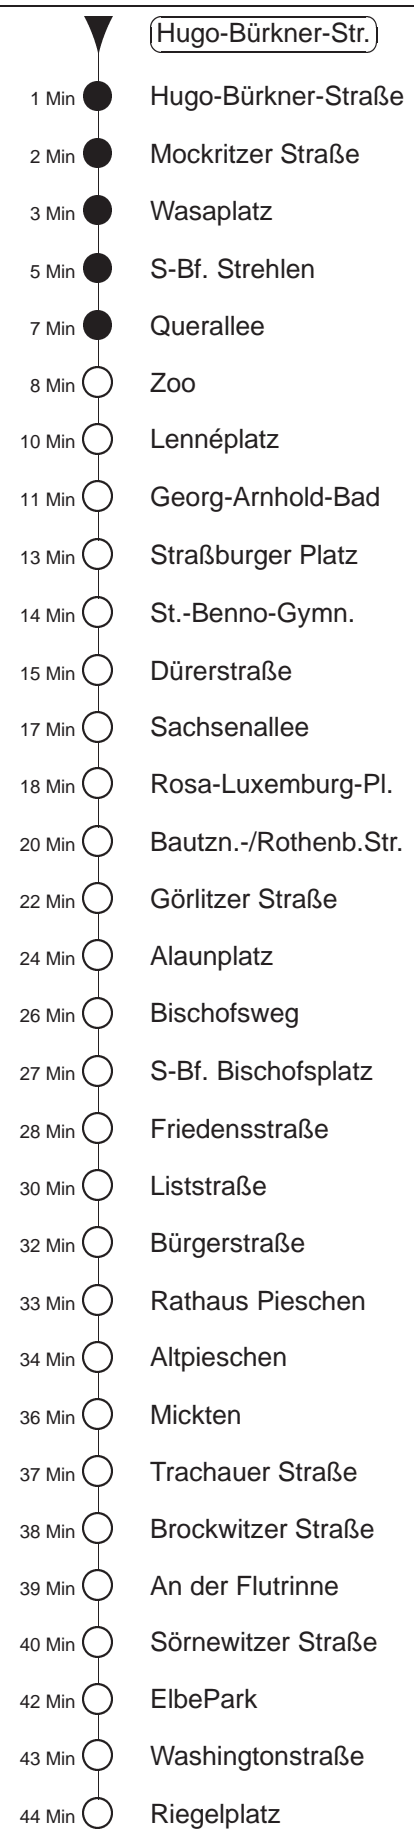 Hugo-Bürkner-Str.
1 Min Hugo-Bürkner-Straße
2 Min Mockritzer Straße
3 Min Wasaplatz
5 Min S-Bf. Strehlen
7 Min Querallee
8 Min Zoo
10 Min Lennéplatz
11 Min Georg-Arnhold-Bad
13 Min Straßburger Platz
14 Min St.-Benno-Gymn.
15 Min Dürerstraße
17 Min Sachsenallee
18 Min Rosa-Luxemburg-Pl.
20 Min Bautzn.-/Rothenb.Str.
22 Min Görlitzer Straße
24 Min Alaunplatz
26 Min Bischofsweg
27 Min S-Bf. Bischofsplatz
28 Min Friedensstraße
30 Min Liststraße
32 Min Bürgerstraße
33 Min Rathaus Pieschen
34 Min Altpieschen
36 Min Mickten
37 Min Trachauer Straße
38 Min Brockwitzer Straße
39 Min An der Flutrinne
40 Min Sörnewitzer Straße
42 Min ElbePark
43 Min Washingtonstraße
44 Min Riegelplatz